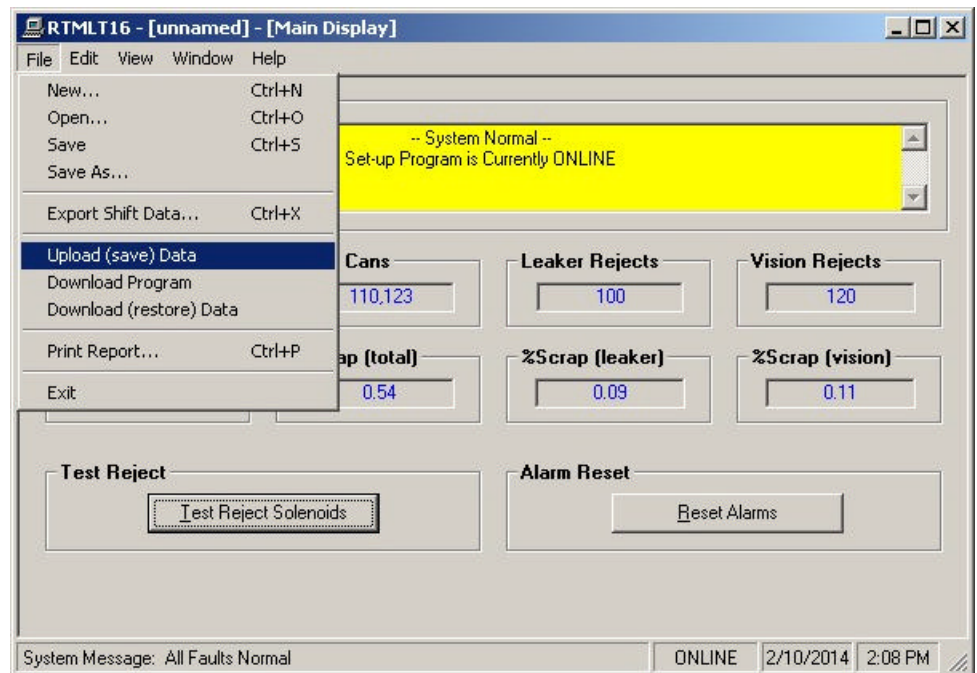 RTMLT16 - [unnamed] - [Main Display]
File Edit View Window Help
New... Ctrl+N
Open... Ctrl+O
Save Ctrl+S
Save As...
Export Shift Data... Ctrl+X
Upload (save) Data
Download Program
Download (restore) Data
Print Report... Ctrl+P
Exit
-- System Normal --
Set-up Program is Currently ONLINE
Cans Leaker Rejects Vision Rejects
110,123 100 120
(total) %Scrap (leaker) %Scrap (vision)
0.54 0.09 0.11
Test Reject Alarm Reset
Test Reject Solenoids Reset Alarms
System Message: All Faults Normal ONLINE 2/10/2014 2:08 PM